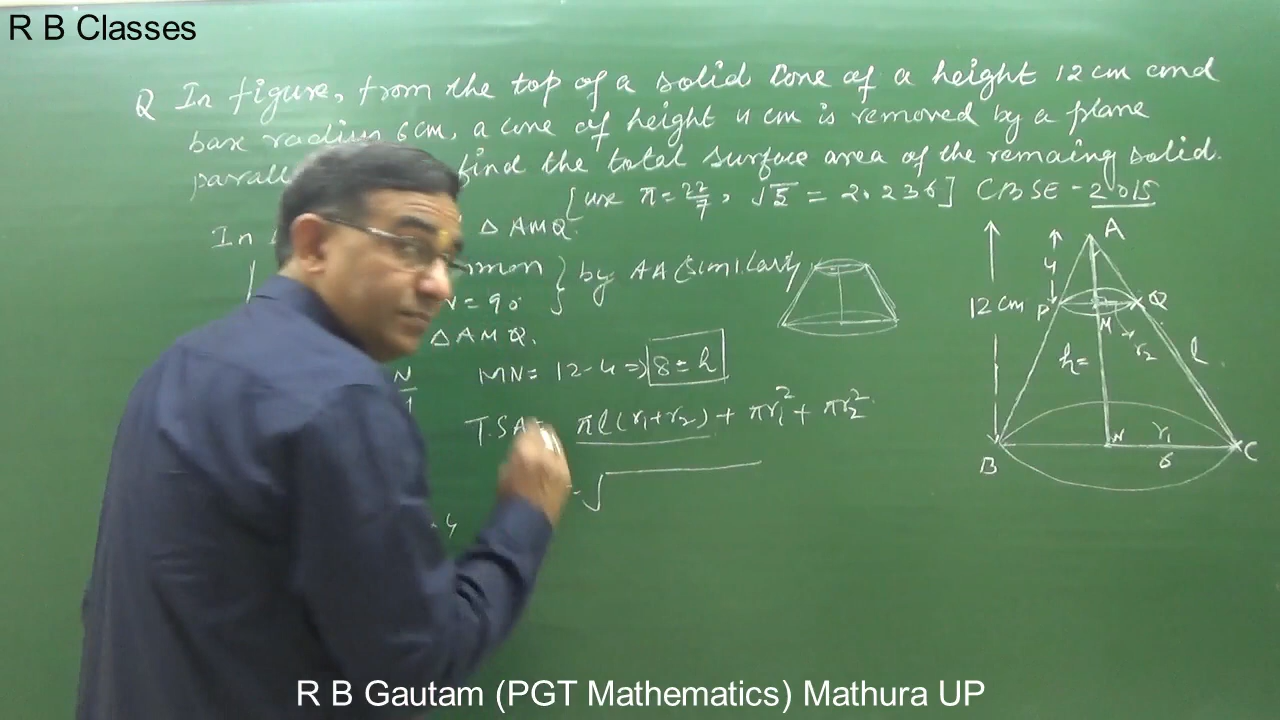 R B Classes
Q In figure, from the top of a solid Cone of a height 12 cm and
base radius 6 cm, a cone of height 4 cm is removed by a plane
find the total surface area of the remaing solid.
[use π = 22/7, √5 = 2.236] CBSE - 2015
In
Δ AMQ.
by AA (similarity
= 90
Δ AMQ.
MN = 12 - 4 => 8 = h
T.S.A = πl(r₁+r₂) + πr₁² + πr₂²
A
4
12 cm
P
Q
M
r₂
h =
l
B
N
r₁
6
C
R B Gautam (PGT Mathematics) Mathura UP